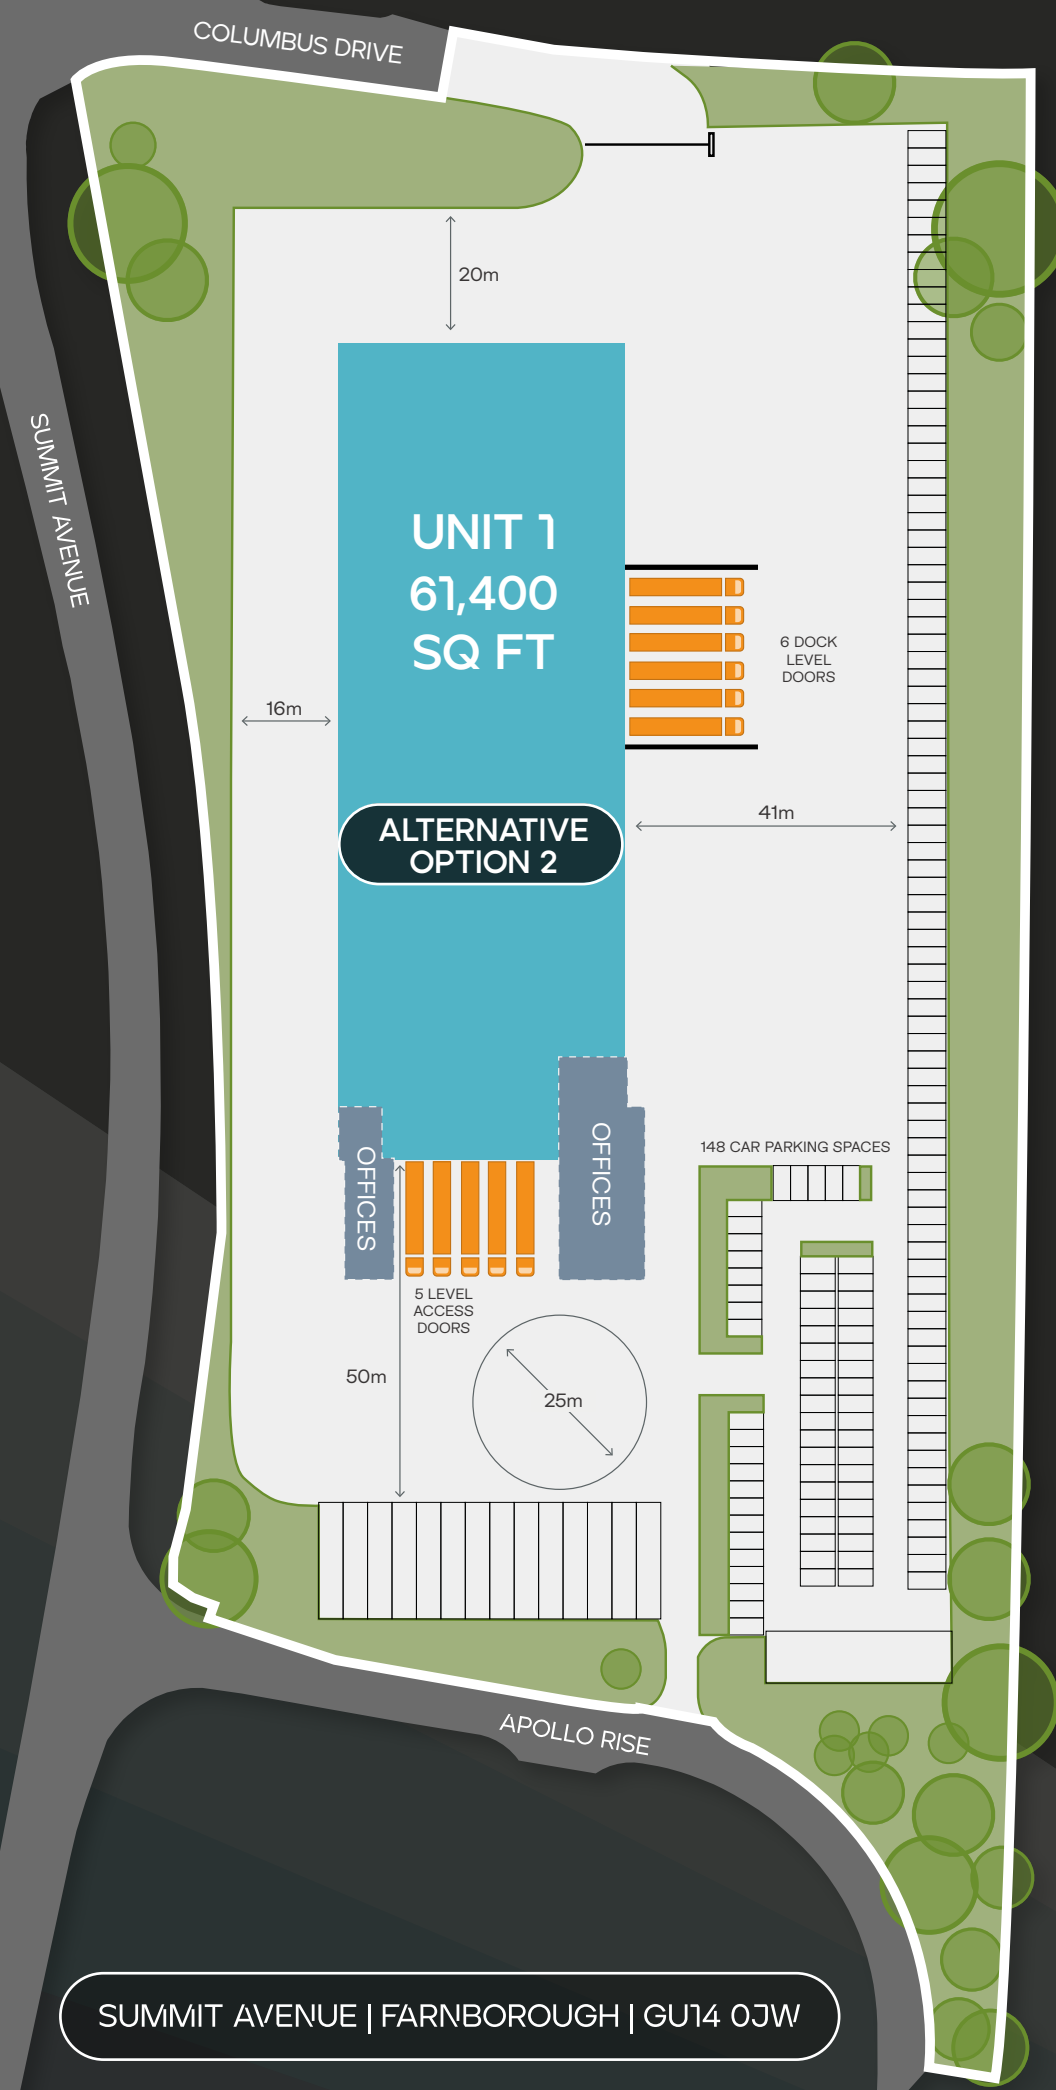 COLUMBUS DRIVE
20m
SUMMIT AVENUE
UNIT 1
61,400
SQ FT
6 DOCK
LEVEL
DOORS
16m
41m
ALTERNATIVE
OPTION 2
OFFICES
OFFICES
148 CAR PARKING SPACES
5 LEVEL
ACCESS
DOORS
50m
25m
APOLLO RISE
SUMMIT AVENUE | FARNBOROUGH | GU14 0JW